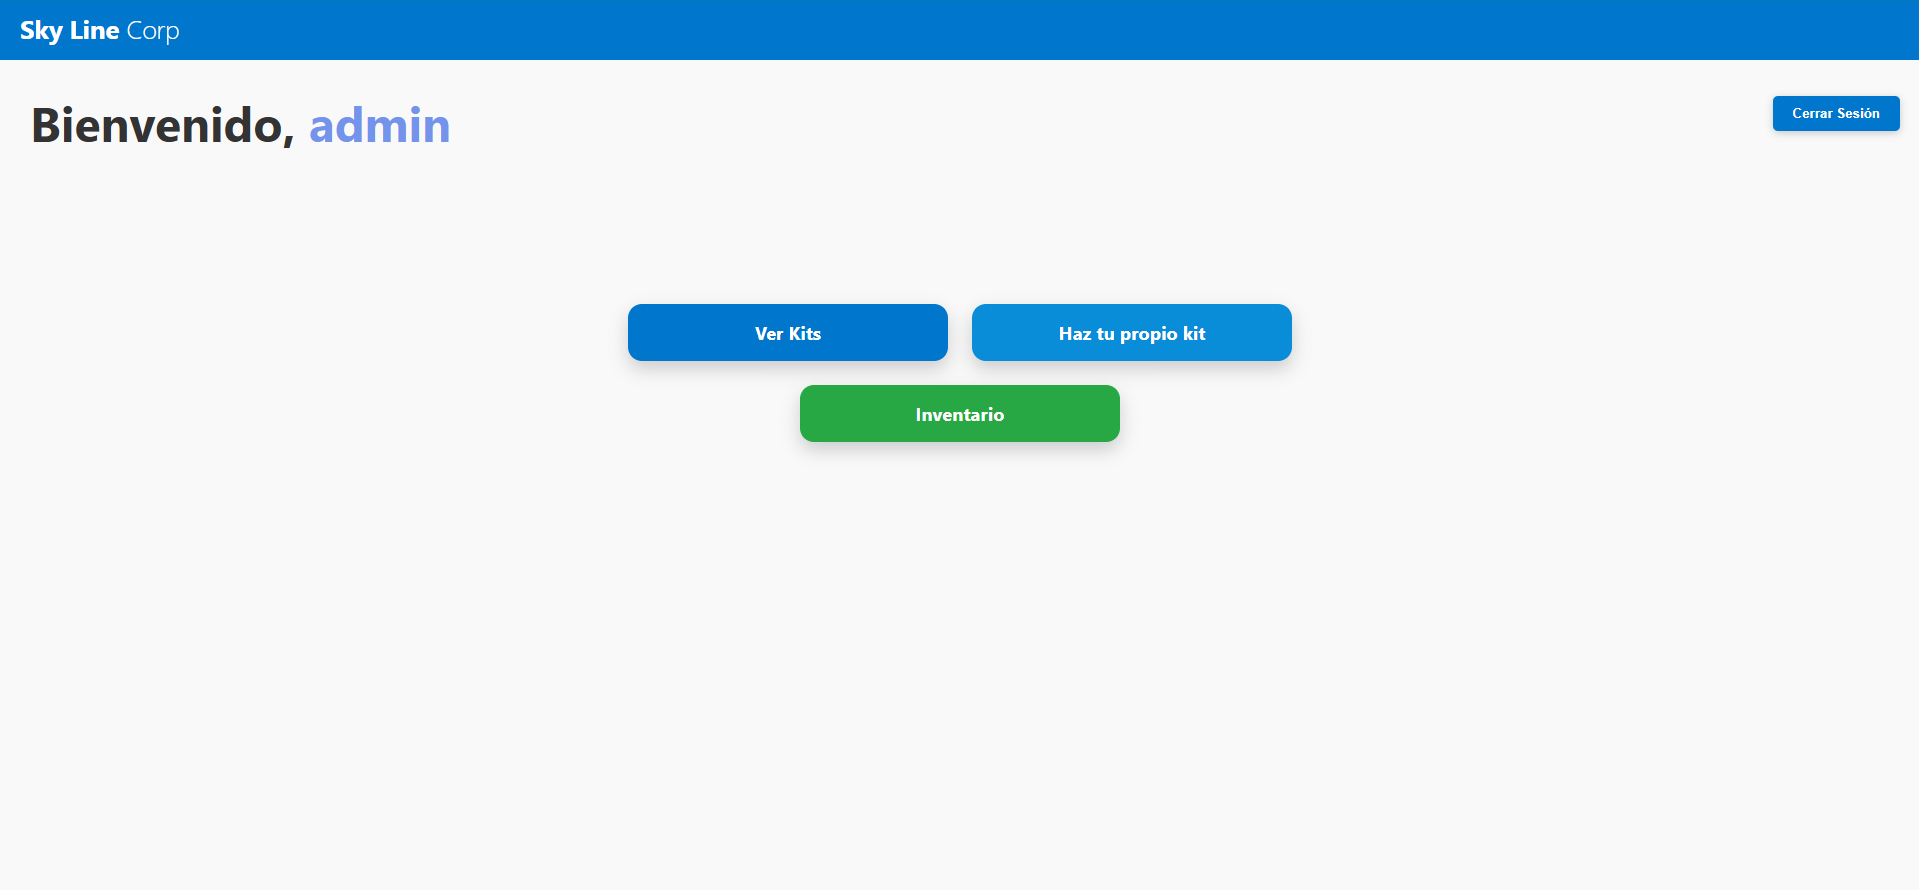 Sky Line Corp
Bienvenido, admin
Cerrar Sesión
Ver Kits
Haz tu propio kit
Inventario